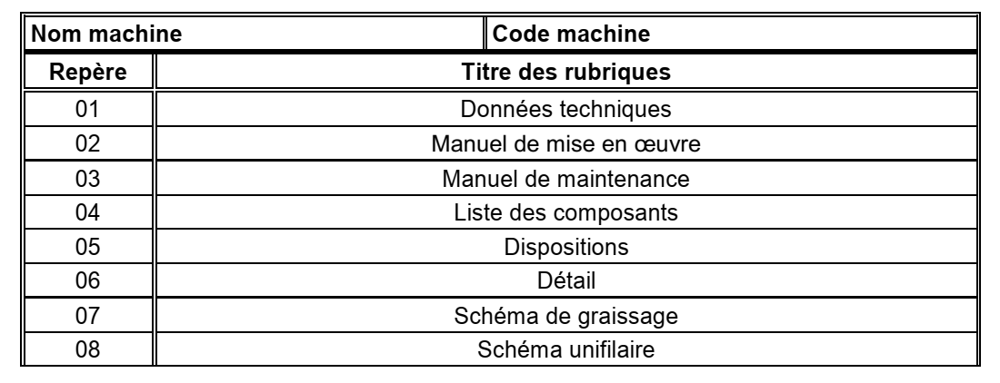 Nom machine Code machine
Repère Titre des rubriques
01 Données techniques
02 Manuel de mise en œuvre
03 Manuel de maintenance
04 Liste des composants
05 Dispositions
06 Détail
07 Schéma de graissage
08 Schéma unifilaire